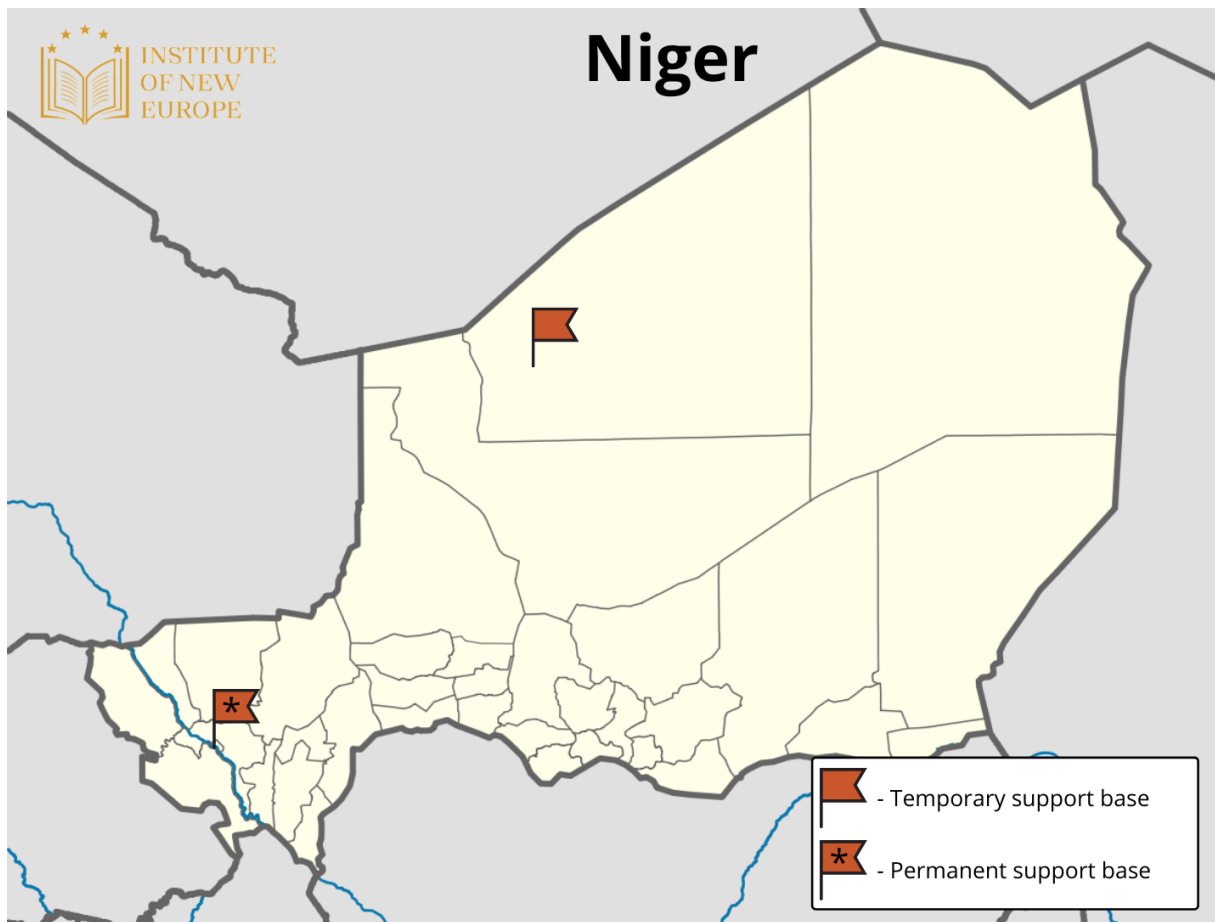 INSTITUTE
OF NEW
EUROPE
Niger
* 
- Temporary support base
* - Permanent support base